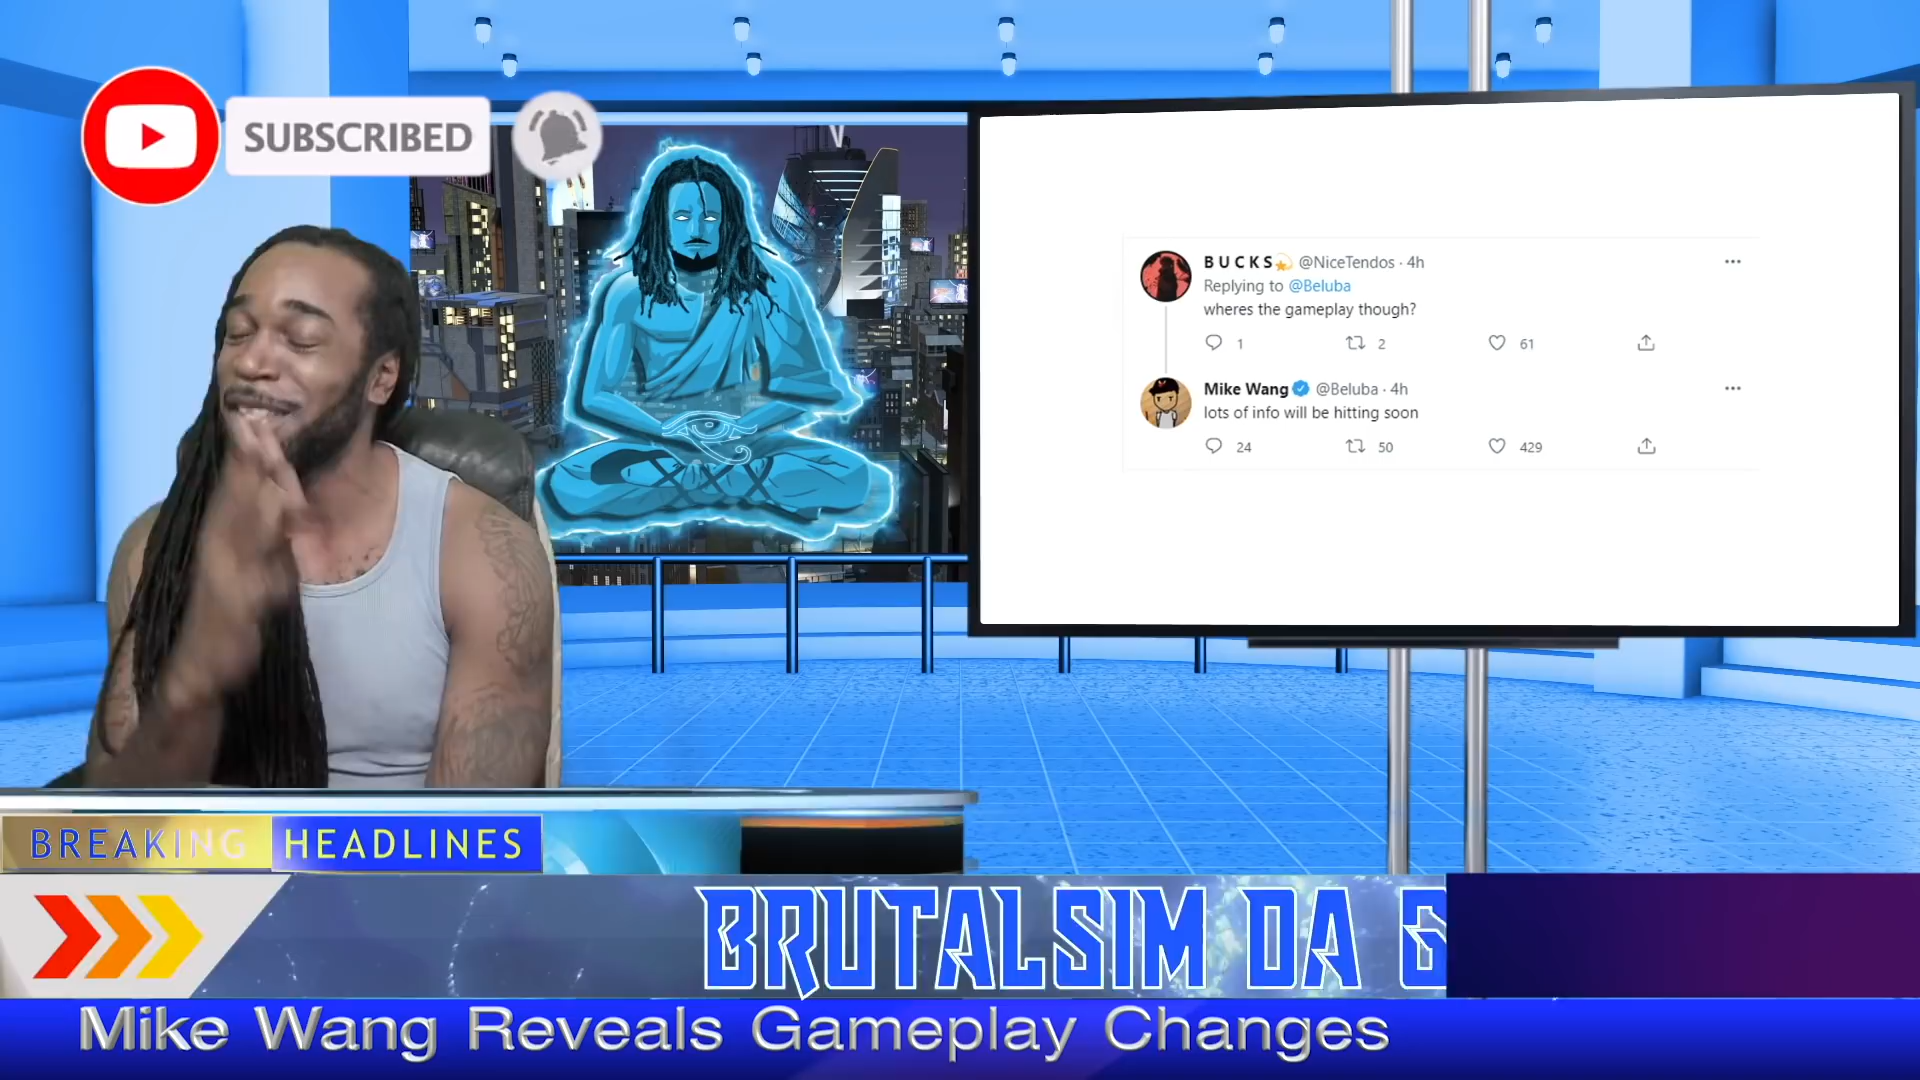 SUBSCRIBED
B U C K S💫 @NiceTendos · 4h
Replying to @Beluba
wheres the gameplay though?
1 2 61
Mike Wang @Beluba · 4h
lots of info will be hitting soon
24 50 429
BREAKING HEADLINES
BRUTALSIM DA
Mike Wang Reveals Gameplay Changes